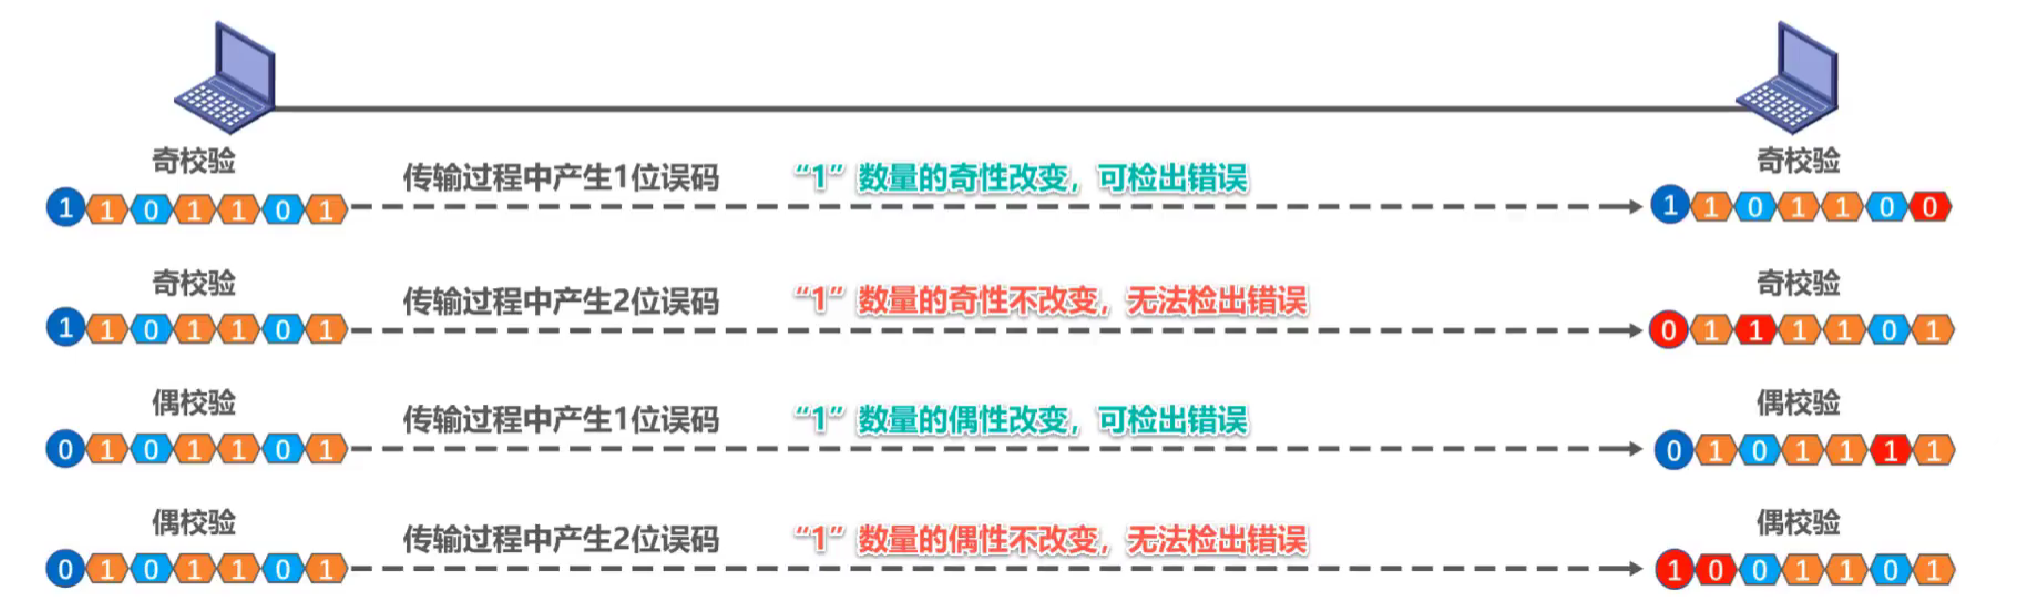 奇校验 奇校验
传输过程中产生1位误码 “1”数量的奇性改变，可检出错误
1 1 0 1 1 0 1 1 1 0 1 1 0 0
奇校验 奇校验
传输过程中产生2位误码 “1”数量的奇性不改变，无法检出错误
1 1 0 1 1 0 1 0 1 1 1 1 0 1
偶校验 偶校验
传输过程中产生1位误码 “1”数量的偶性改变，可检出错误
0 1 0 1 1 0 1 0 1 0 1 1 1 1
偶校验 偶校验
传输过程中产生2位误码 “1”数量的偶性不改变，无法检出错误
0 1 0 1 1 0 1 1 0 0 1 1 0 1